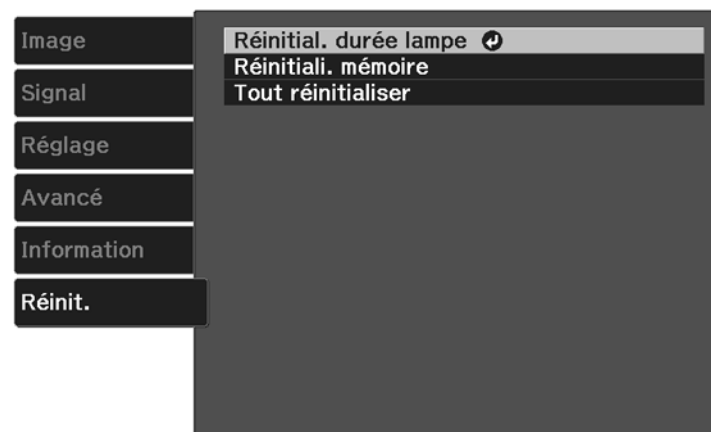 Image
Signal
Réglage
Avancé
Information
Réinit.
Réinitial. durée lampe
Réinitiali. mémoire
Tout réinitialiser